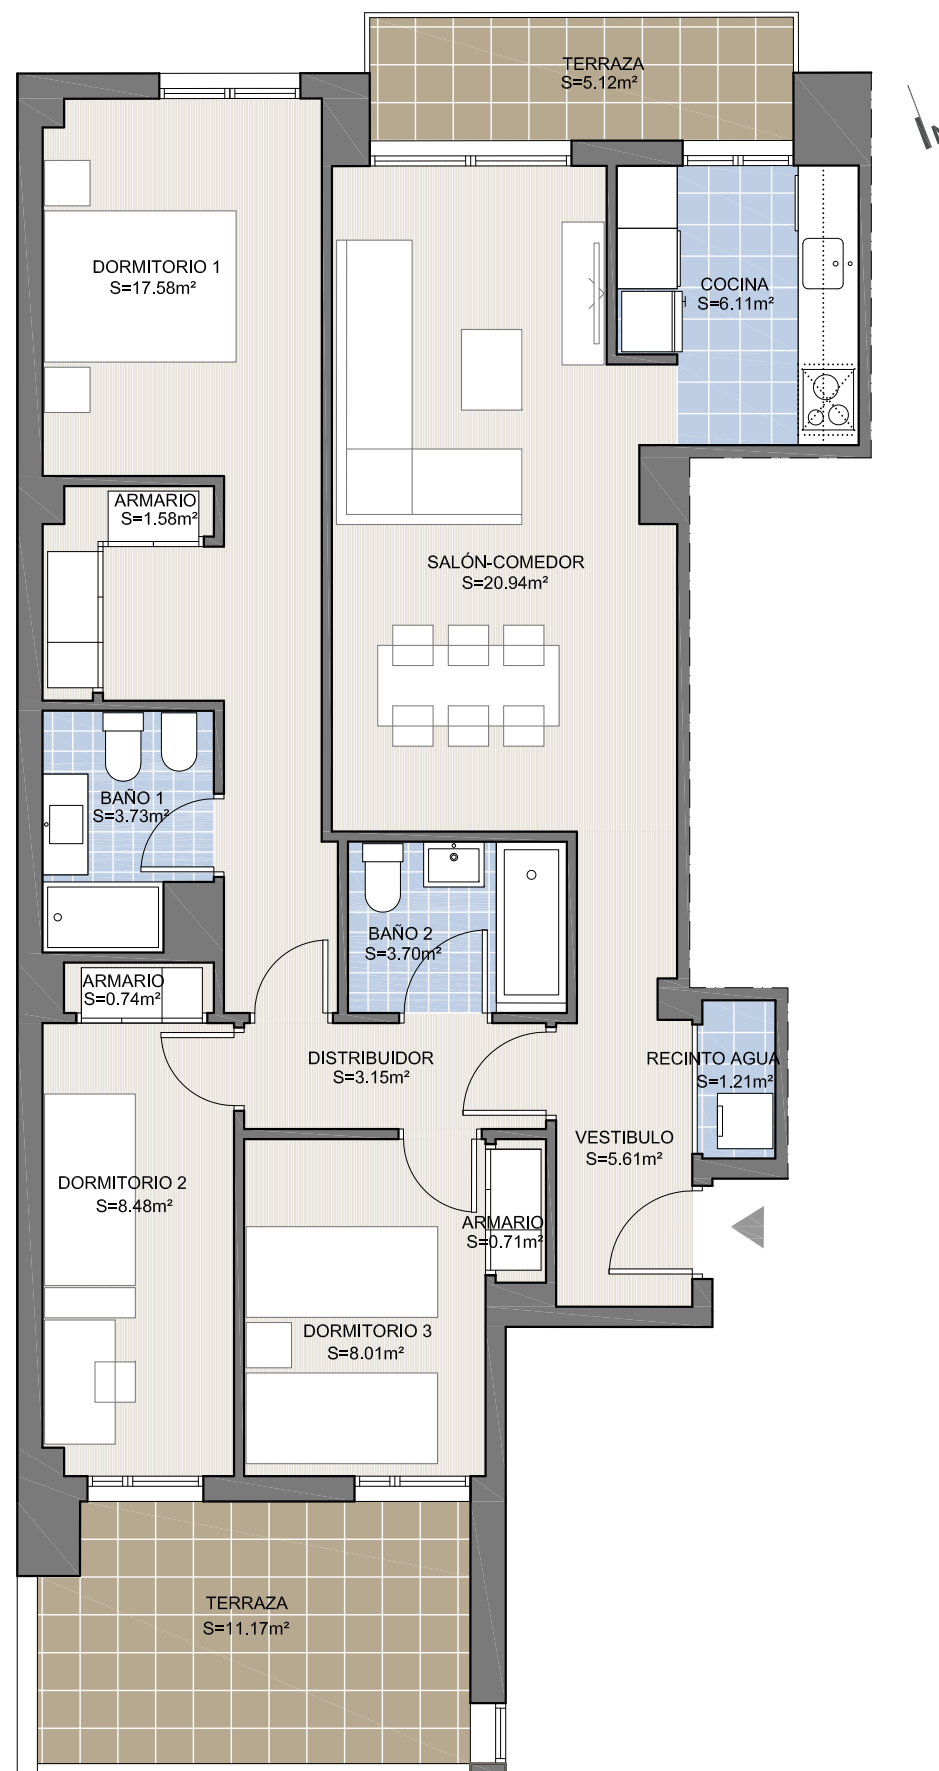 TERRAZA
S=5.12m²
DORMITORIO 1
S=17.58m²
COCINA
S=6.11m²
ARMARIO
S=1.58m²
SALÓN-COMEDOR
S=20.94m²
BAÑO 1
S=3.73m²
BAÑO 2
S=3.70m²
ARMARIO
S=0.74m²
DISTRIBUIDOR
S=3.15m²
RECINTO AGUA
S=1.21m²
VESTIBULO
S=5.61m²
DORMITORIO 2
S=8.48m²
ARMARIO
S=0.71m²
DORMITORIO 3
S=8.01m²
TERRAZA
S=11.17m²